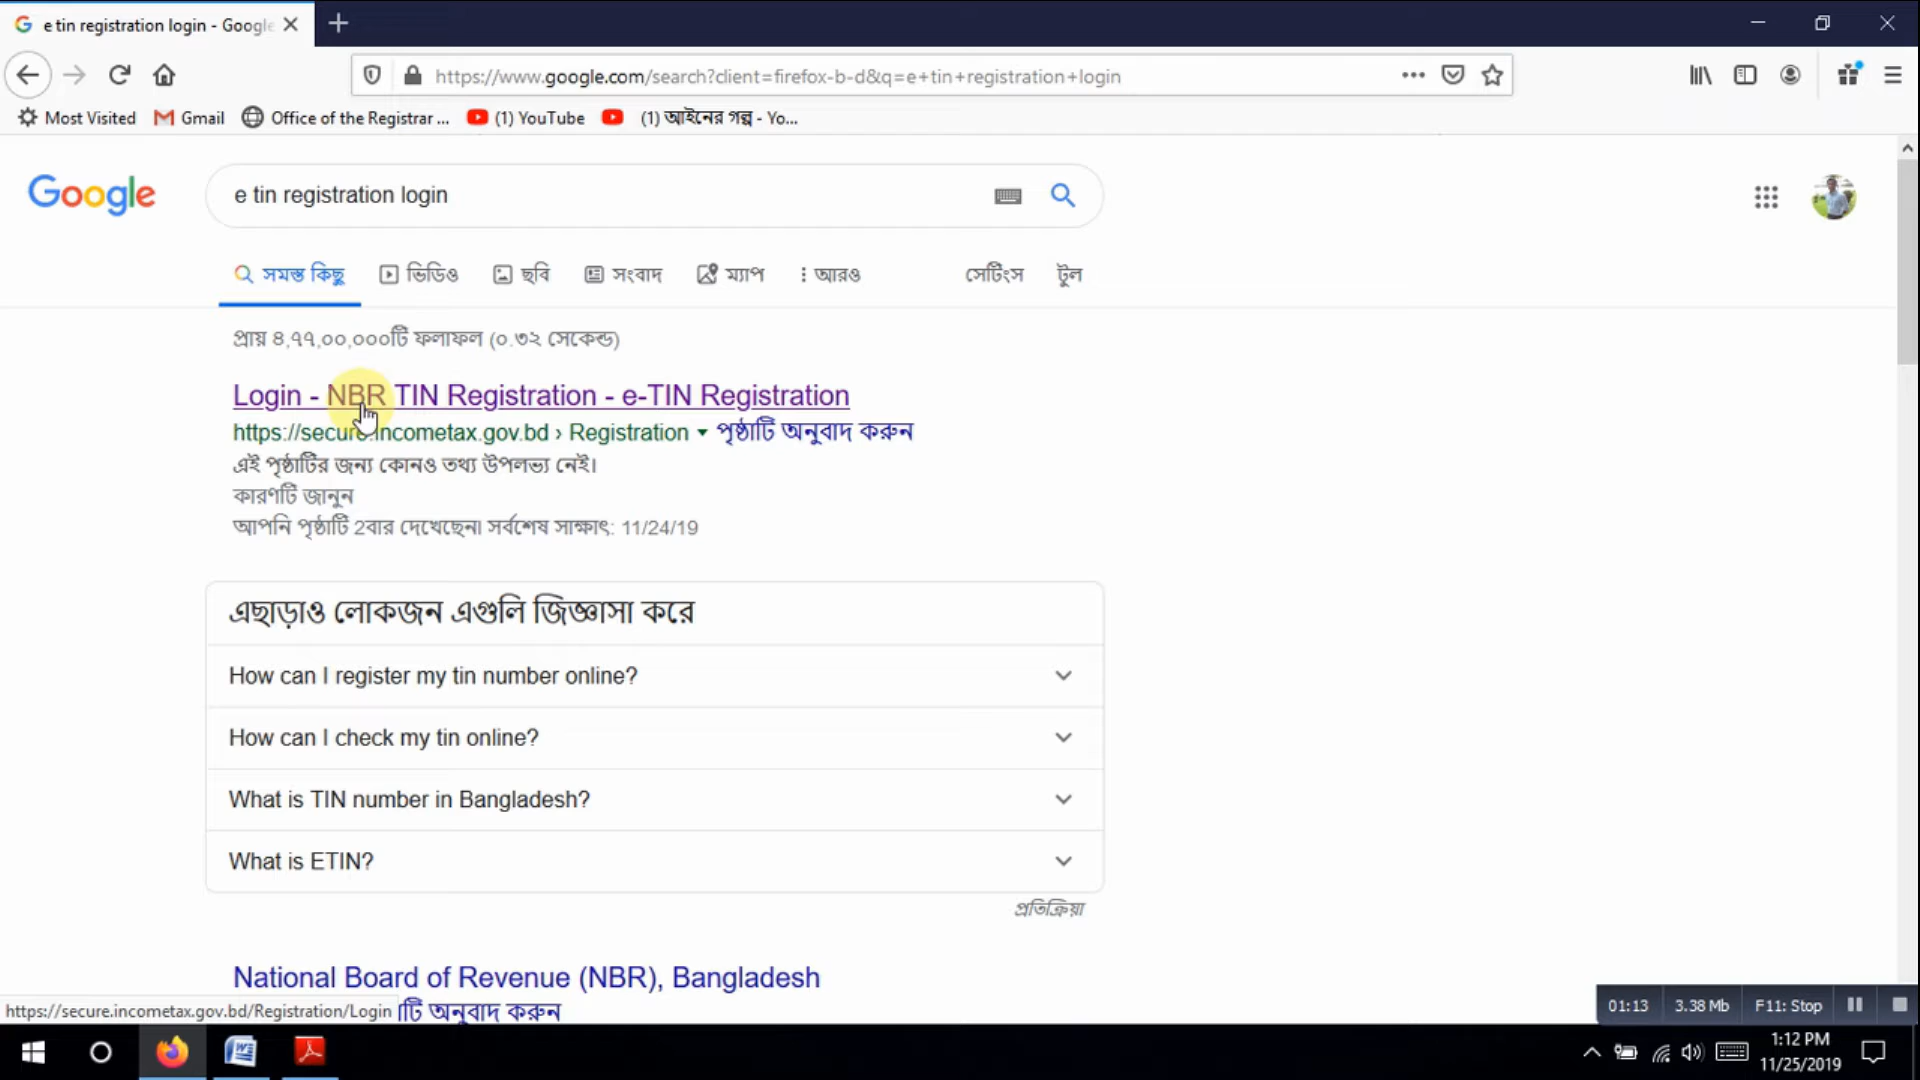 e tin registration login - Google
https://www.google.com/search?client=firefox-b-d&q=e+tin+registration+login
Most Visited Gmail Office of the Registrar ... (1) YouTube (1) আইনের গল্প - Yo...
Google e tin registration login
সমস্ত কিছু ভিডিও ছবি সংবাদ ম্যাপ আরও সেটিংস টুল
প্রায় ৪,৭৭,০০,০০০টি ফলাফল (০.৩২ সেকেন্ড)
Login - NBR TIN Registration - e-TIN Registration
https://secure.incometax.gov.bd › Registration ▾ পৃষ্ঠাটি অনুবাদ করুন
এই পৃষ্ঠাটির জন্য কোনও তথ্য উপলভ্য নেই।
কারণটি জানুন
আপনি পৃষ্ঠাটি 2বার দেখেছেন। সর্বশেষ সাক্ষাৎ: 11/24/19
এছাড়াও লোকজন এগুলি জিজ্ঞাসা করে
How can I register my tin number online?
How can I check my tin online?
What is TIN number in Bangladesh?
What is ETIN?
প্রতিক্রিয়া
National Board of Revenue (NBR), Bangladesh
https://secure.incometax.gov.bd/Registration/Login টি অনুবাদ করুন
01:13 3.38 Mb F11: Stop
1:12 PM
11/25/2019